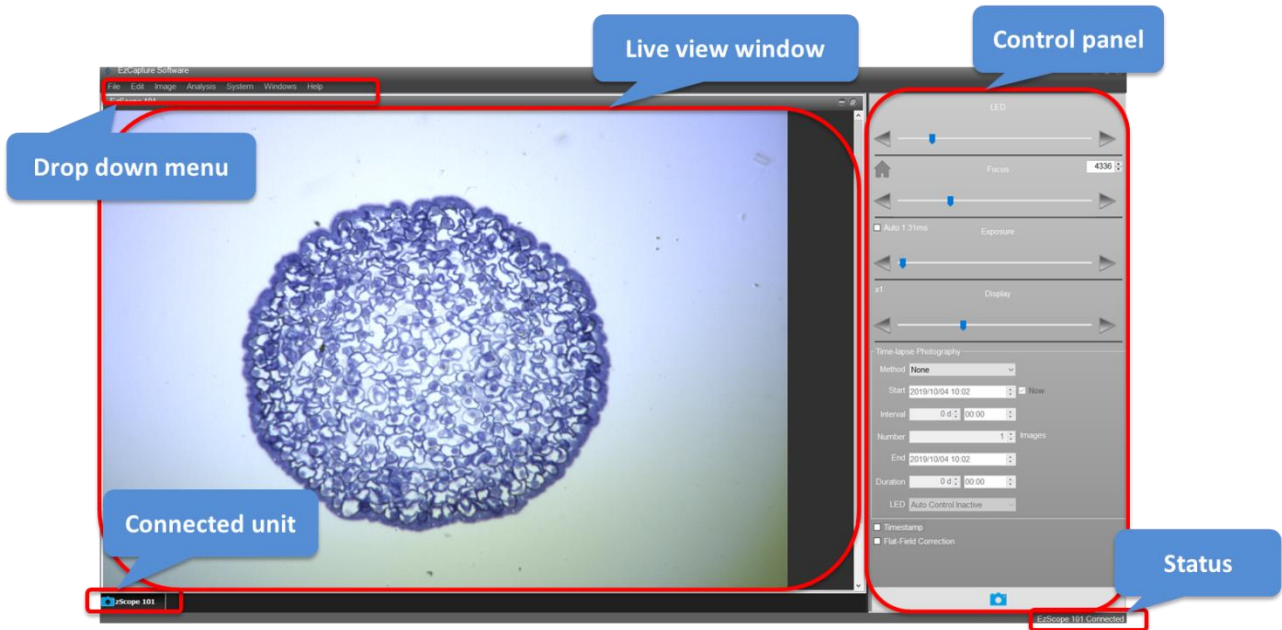 Live view window
Control panel
EzCapture Software
File Edit Image Analysis System Windows Help
EzScope 101
LED
Drop down menu
Focus 4336
Auto 1.31ms
Exposure
x1
Display
Time-lapse Photography
Method None
Start 2019/10/04 10:02 Now
Interval 0 d 00:00
Number 1 Images
End 2019/10/04 10:02
Duration 0 d 00:00
LED Auto Control Inactive
Connected unit
Timestamp
Flat-Field Correction
Status
zScope 101
EzScope 101 Connected